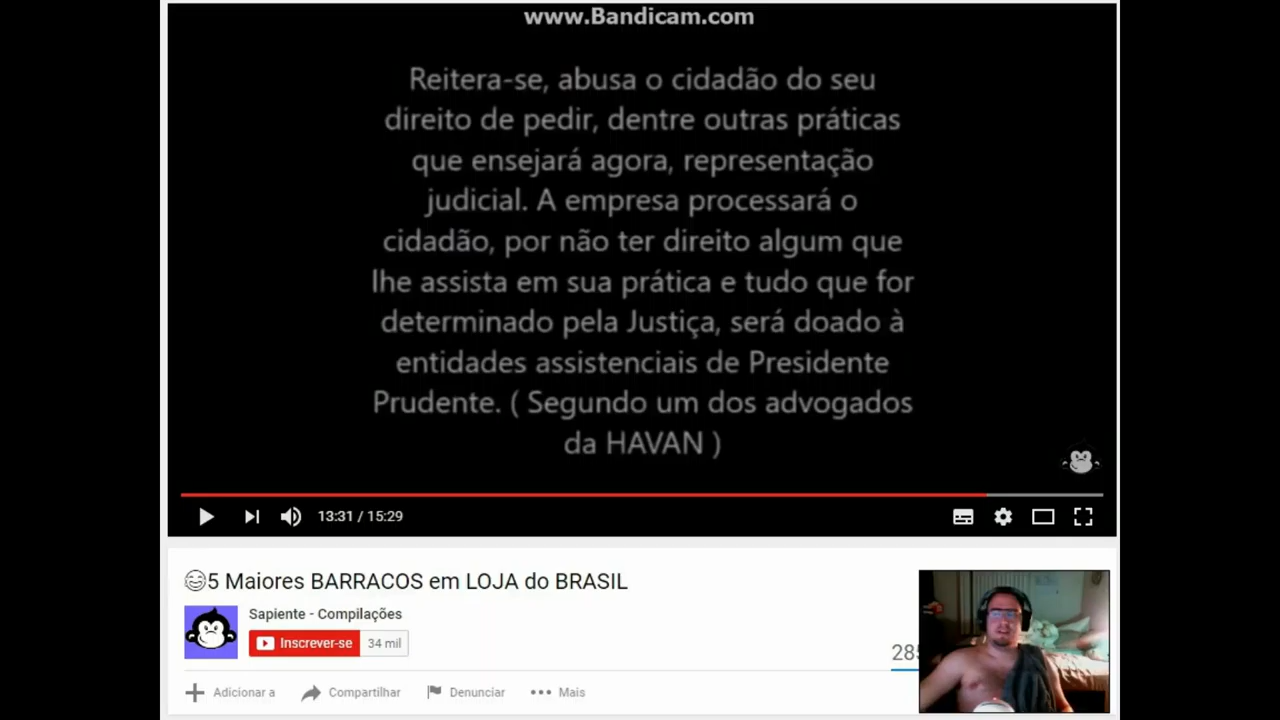 www.Bandicam.com
Reitera-se, abusa o cidadão do seu
direito de pedir, dentre outras práticas
que ensejará agora, representação
judicial. A empresa processará o
cidadão, por não ter direito algum que
lhe assista em sua prática e tudo que for
determinado pela Justiça, será doado à
entidades assistenciais de Presidente
Prudente. ( Segundo um dos advogados
da HAVAN )
13:31 / 15:29
😂5 Maiores BARRACOS em LOJA do BRASIL
Sapiente - Compilações
Inscrever-se 34 mil
285
Adicionar a Compartilhar Denunciar Mais